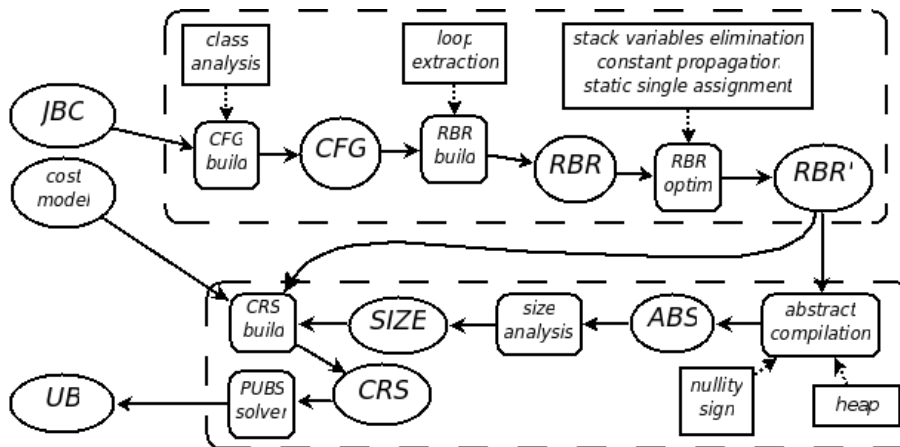 class
analysis
loop
extraction
stack variables elimination
constant propagation
static single assignment
JBC
CFG
build
CFG
RBR
build
RBR
RBR
optim
RBR'
cost
model
CRS
build
SIZE
size
analysis
ABS
abstract
compilation
UB
PUBS
solver
CRS
nullity
sign
heap